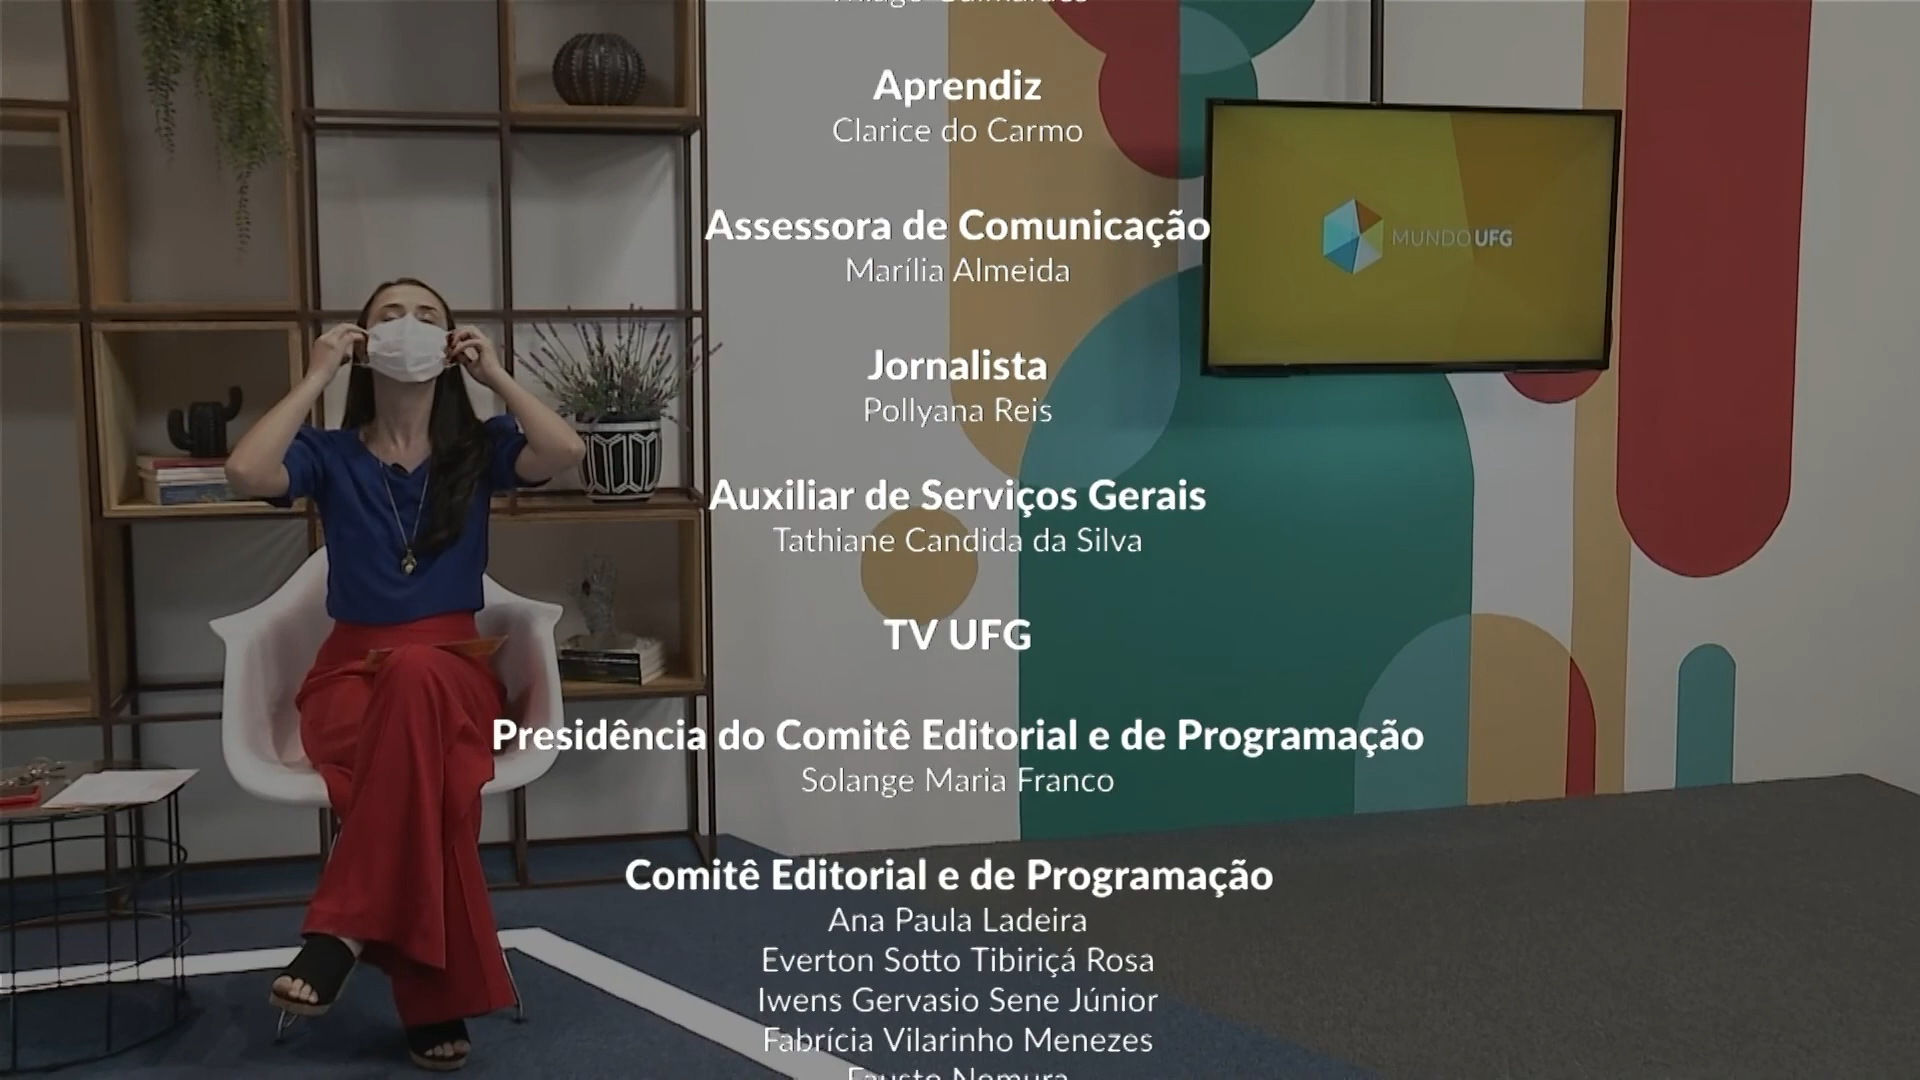 Aprendiz
Clarice do Carmo
Assessora de Comunicação
Marília Almeida
MUNDO UFG
Jornalista
Pollyana Reis
Auxiliar de Serviços Gerais
Tathiane Candida da Silva
TV UFG
Presidência do Comitê Editorial e de Programação
Solange Maria Franco
Comitê Editorial e de Programação
Ana Paula Ladeira
Everton Sotto Tibiriçá Rosa
Iwens Gervasio Sene Júnior
Fabrícia Vilarinho Menezes